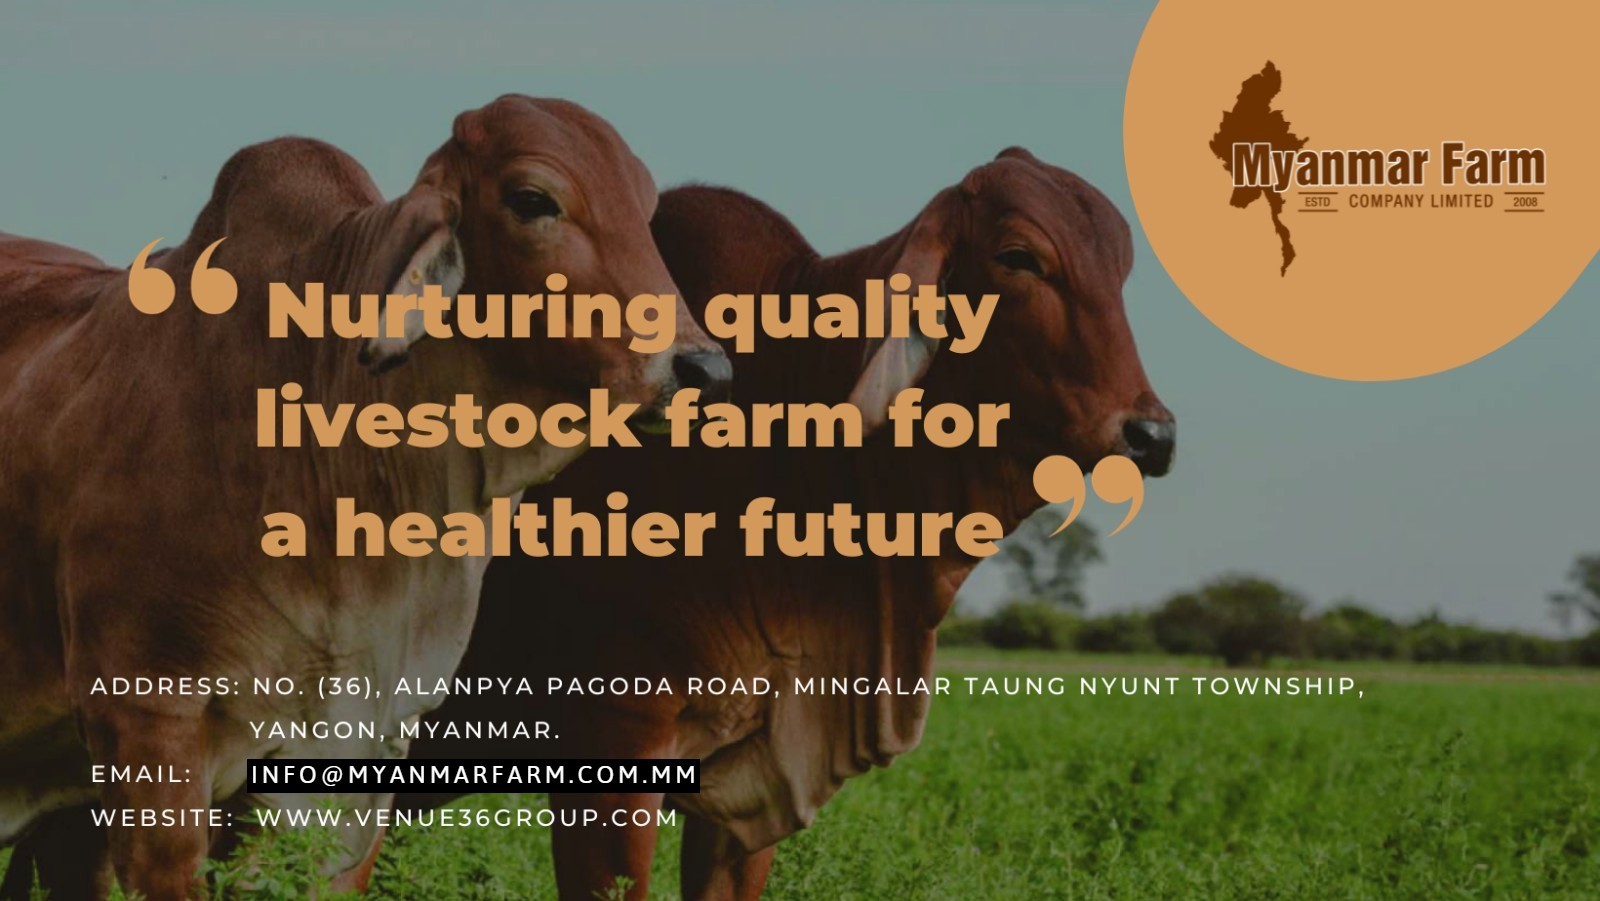 Myanmar Farm
ESTD COMPANY LIMITED 2008
“ Nurturing quality
livestock farm for
a healthier future ”
ADDRESS: NO. (36), ALANPYA PAGODA ROAD, MINGALAR TAUNG NYUNT TOWNSHIP,
YANGON, MYANMAR.
EMAIL: INFO@MYANMARFARM.COM.MM
WEBSITE: WWW.VENUE36GROUP.COM